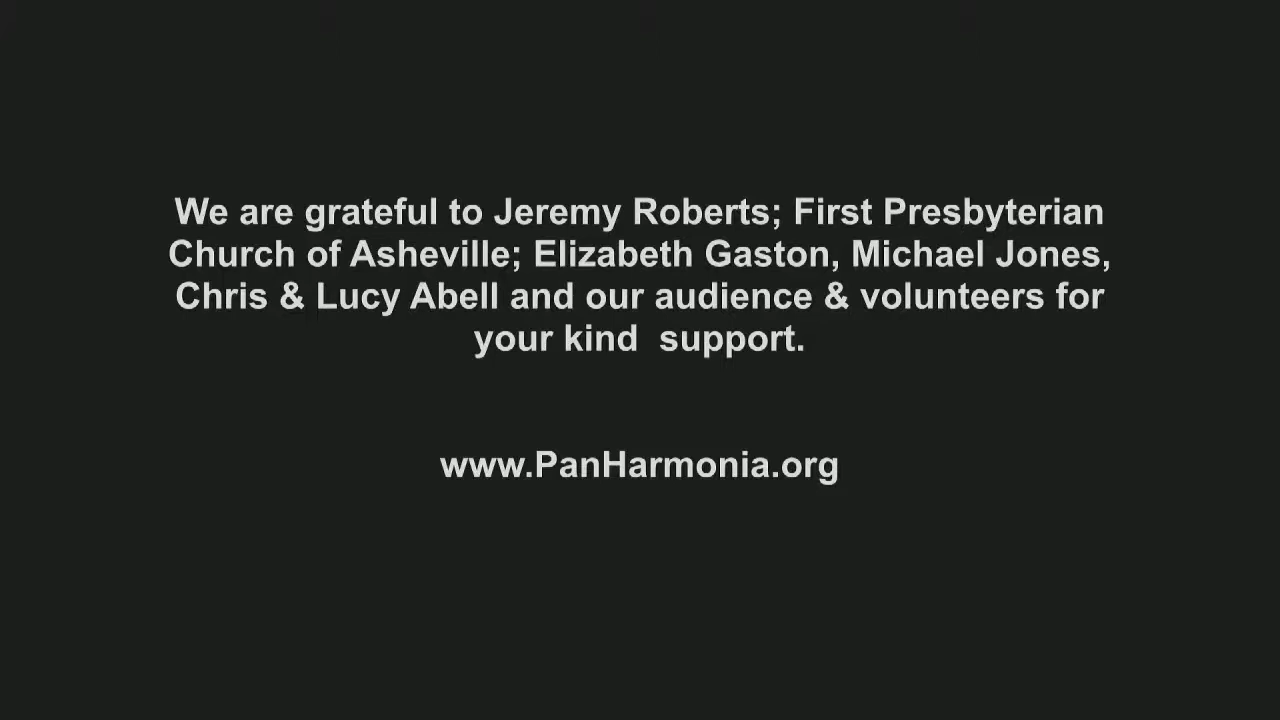 We are grateful to Jeremy Roberts; First Presbyterian
Church of Asheville; Elizabeth Gaston, Michael Jones,
Chris & Lucy Abell and our audience & volunteers for
your kind  support.
www.PanHarmonia.org